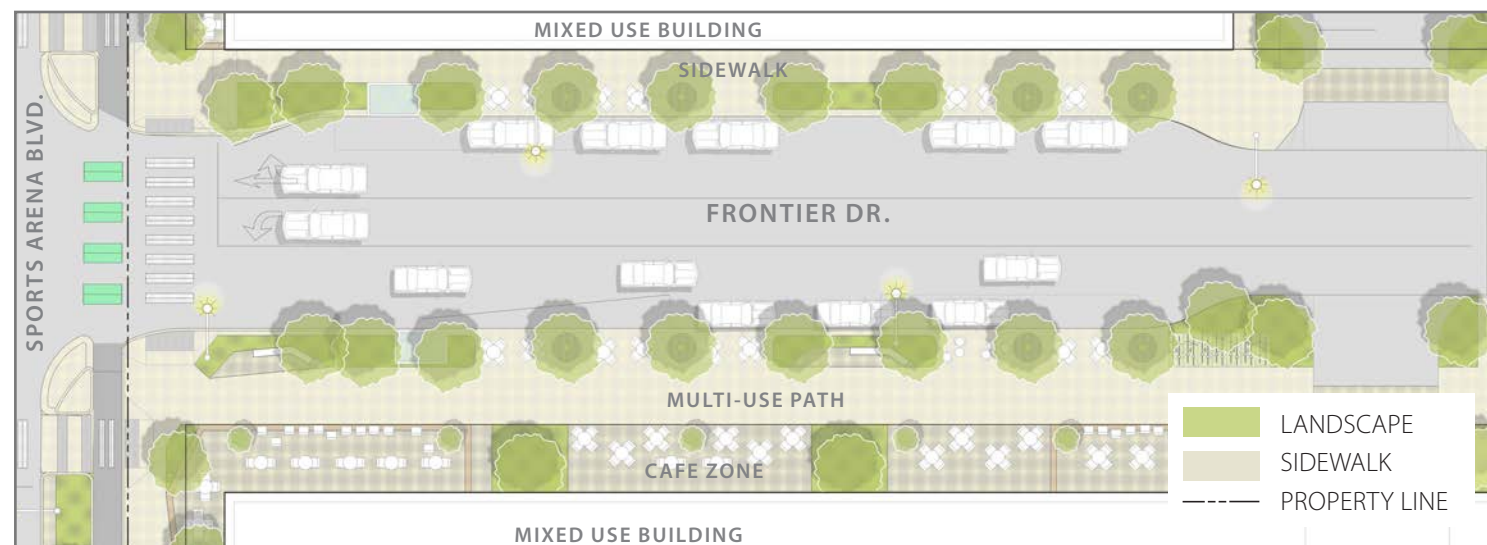 MIXED USE BUILDING
SIDEWALK
SPORTS ARENA BLVD.
FRONTIER DR.
MULTI-USE PATH
CAFE ZONE
MIXED USE BUILDING
LANDSCAPE
SIDEWALK
PROPERTY LINE